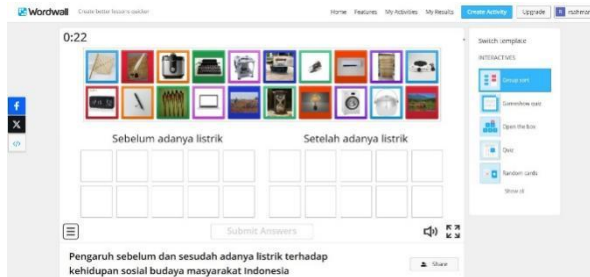 Wordwall Create better lessons quicker
Home Features My Activities My Results Create Activity Upgrade
0:22
Switch template
INTERACTIVES
Group sort
Gameshow quiz
Open the box
Quiz
Random cards
Show all
Sebelum adanya listrik
Setelah adanya listrik
Submit Answers
Pengaruh sebelum dan sesudah adanya listrik terhadap
kehidupan sosial budaya masyarakat Indonesia
Share